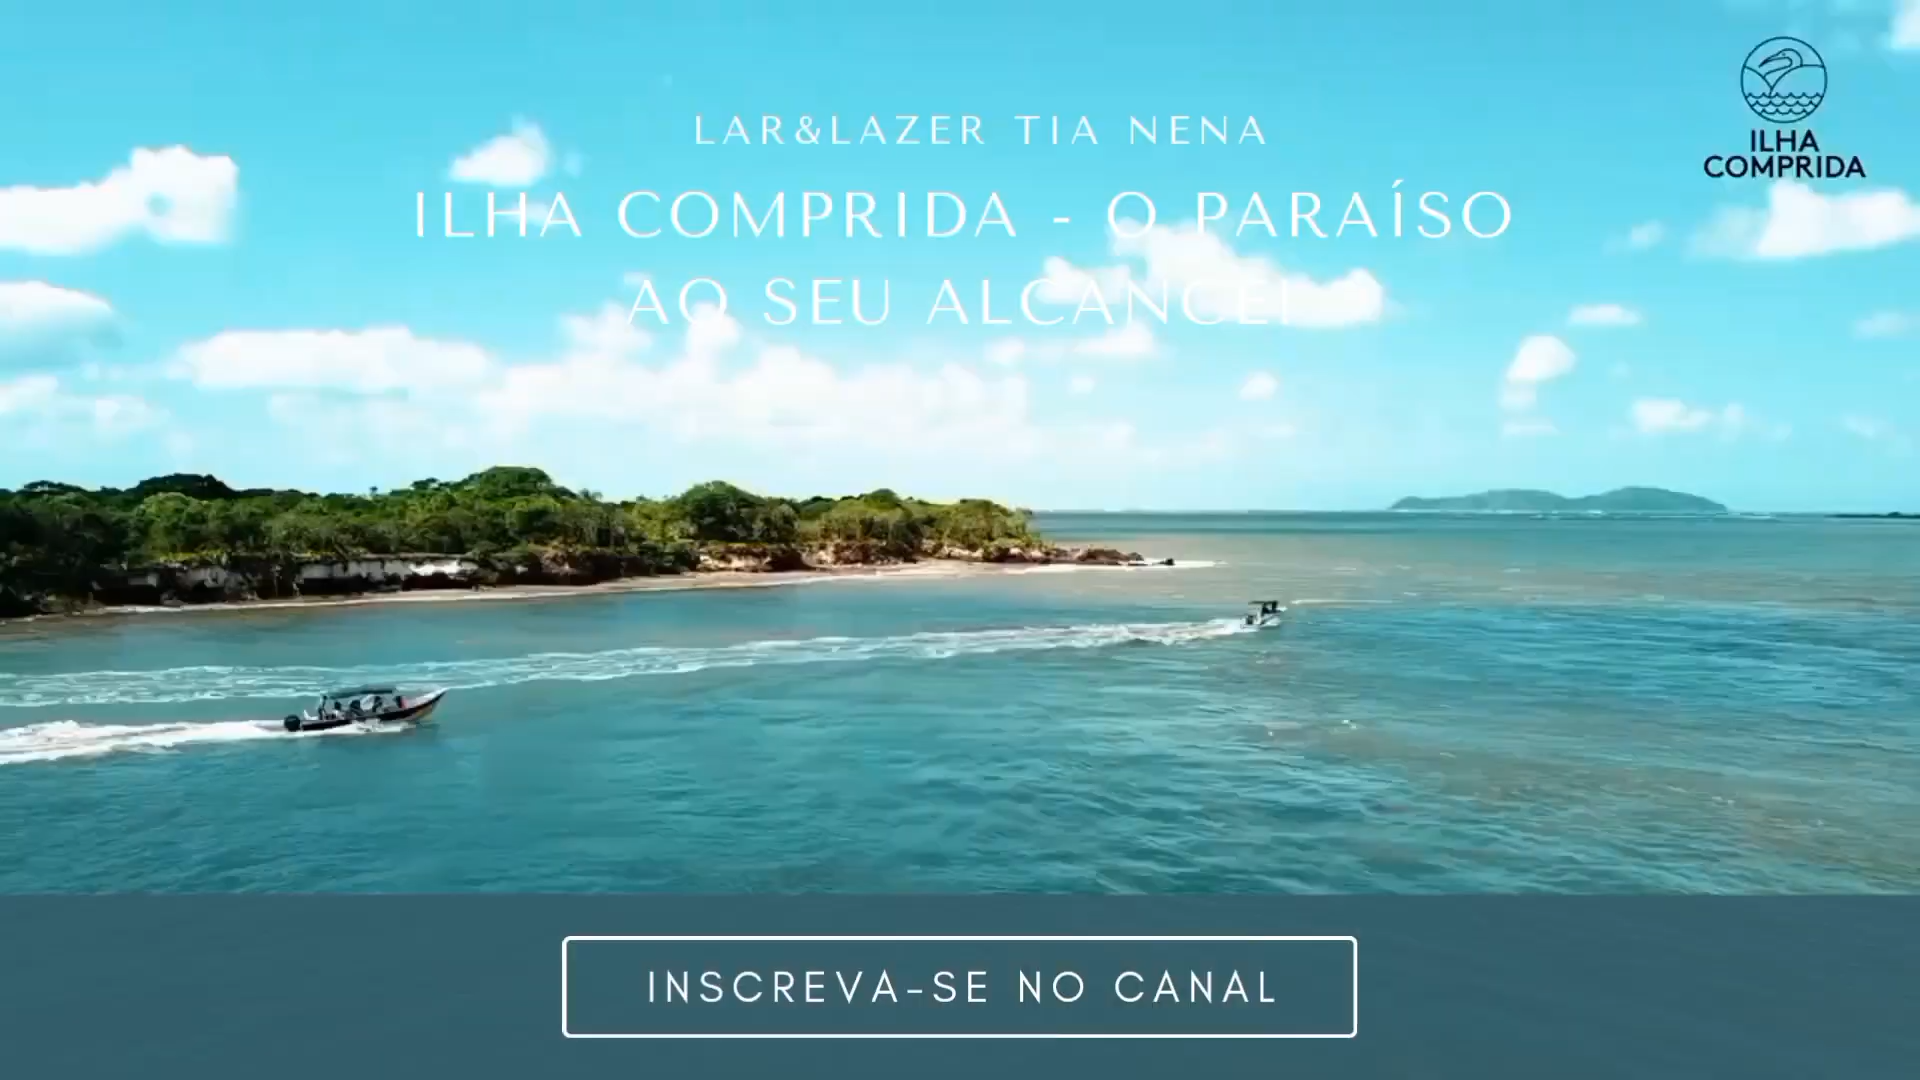 LAR&LAZER TIA NENA
ILHA COMPRIDA - O PARAÍSO
AO SEU ALCANCE!
ILHA
COMPRIDA
INSCREVA-SE NO CANAL